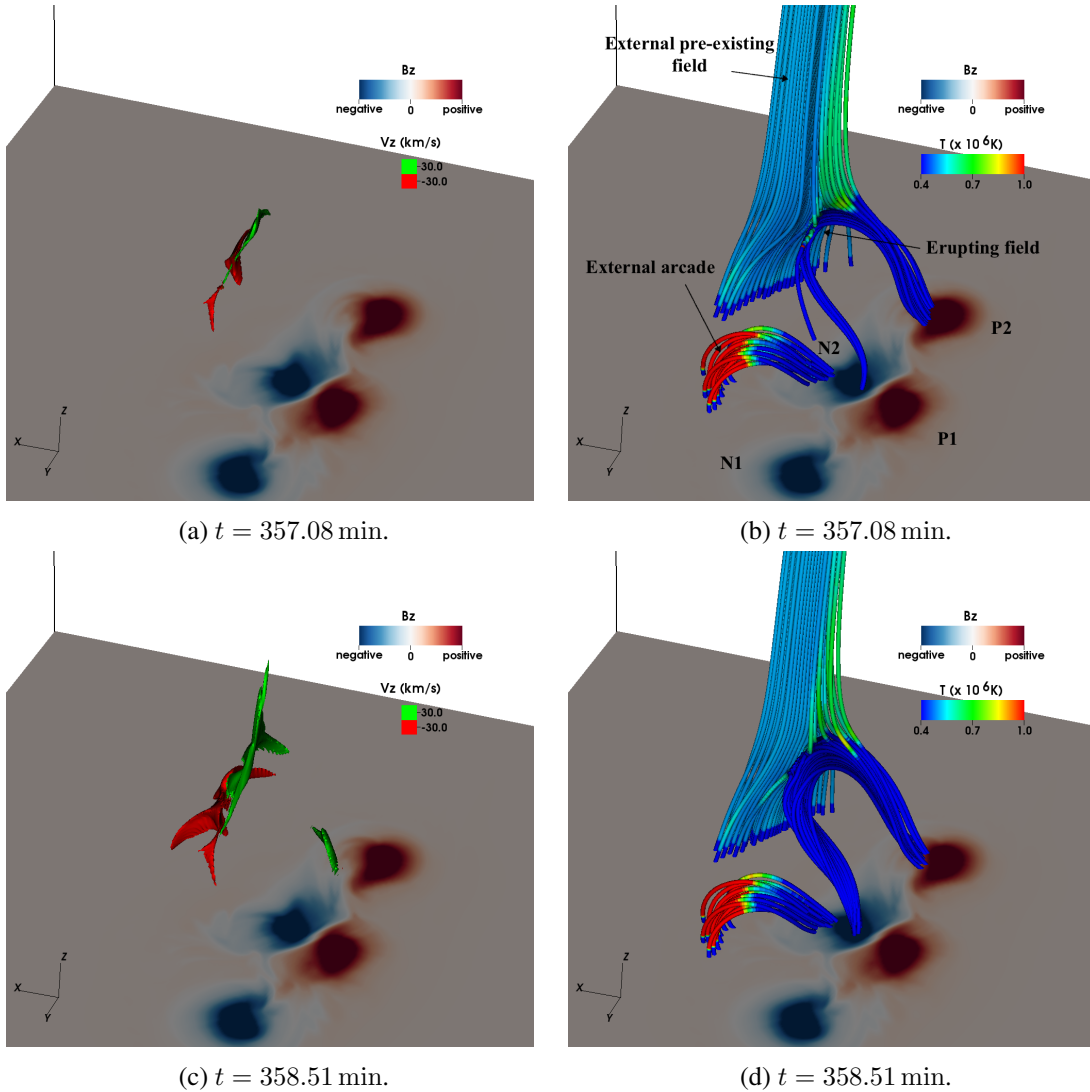 Bz
negative 0 positive
Vz (km/s)
30.0
-30.0
Z
X
Y
(a) t = 357.08 min.
External pre-existing
field
Bz
negative 0 positive
T (x 10 6K)
0.4 0.7 1.0
Erupting field
External arcade
N2
P2
P1
N1
Z
X
Y
(b) t = 357.08 min.
Bz
negative 0 positive
Vz (km/s)
30.0
-30.0
Z
X
Y
(c) t = 358.51 min.
Bz
negative 0 positive
T (x 10 6K)
0.4 0.7 1.0
Z
X
Y
(d) t = 358.51 min.